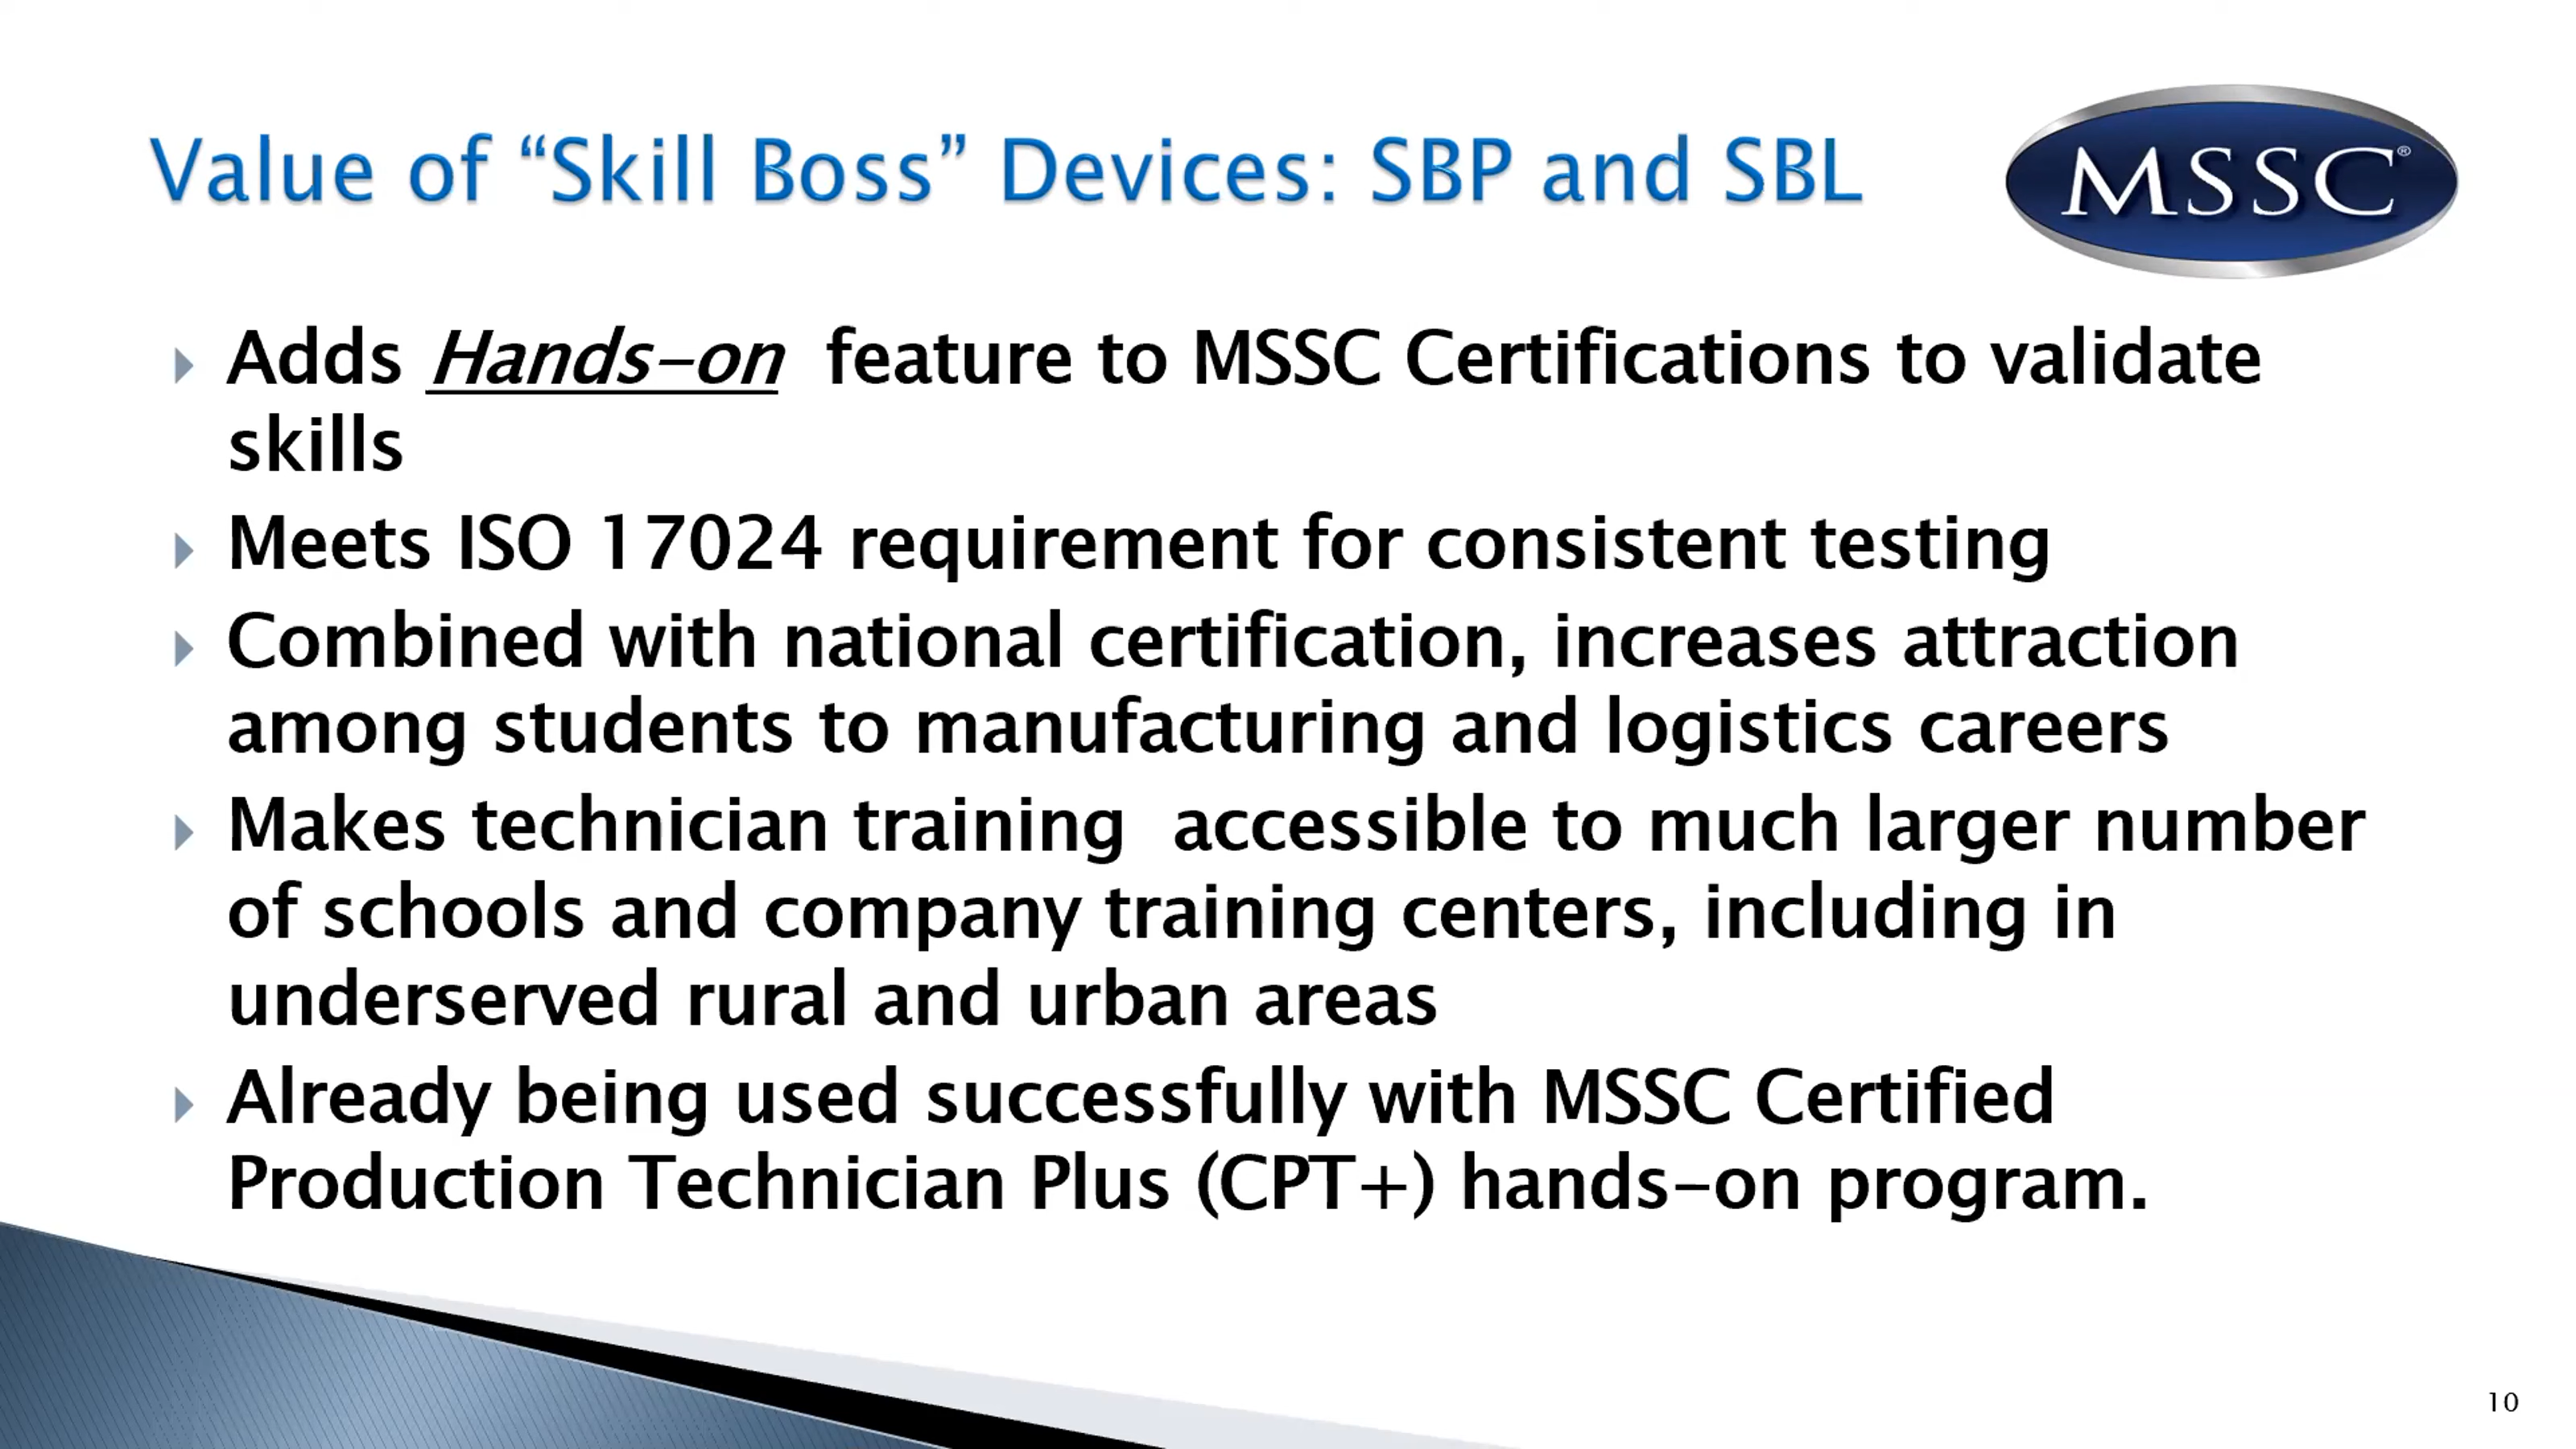 Value of “Skill Boss” Devices: SBP and SBL
MSSC®
Adds Hands-on feature to MSSC Certifications to validate
skills
Meets ISO 17024 requirement for consistent testing
Combined with national certification, increases attraction
among students to manufacturing and logistics careers
Makes technician training accessible to much larger number
of schools and company training centers, including in
underserved rural and urban areas
Already being used successfully with MSSC Certified
Production Technician Plus (CPT+) hands-on program.
10